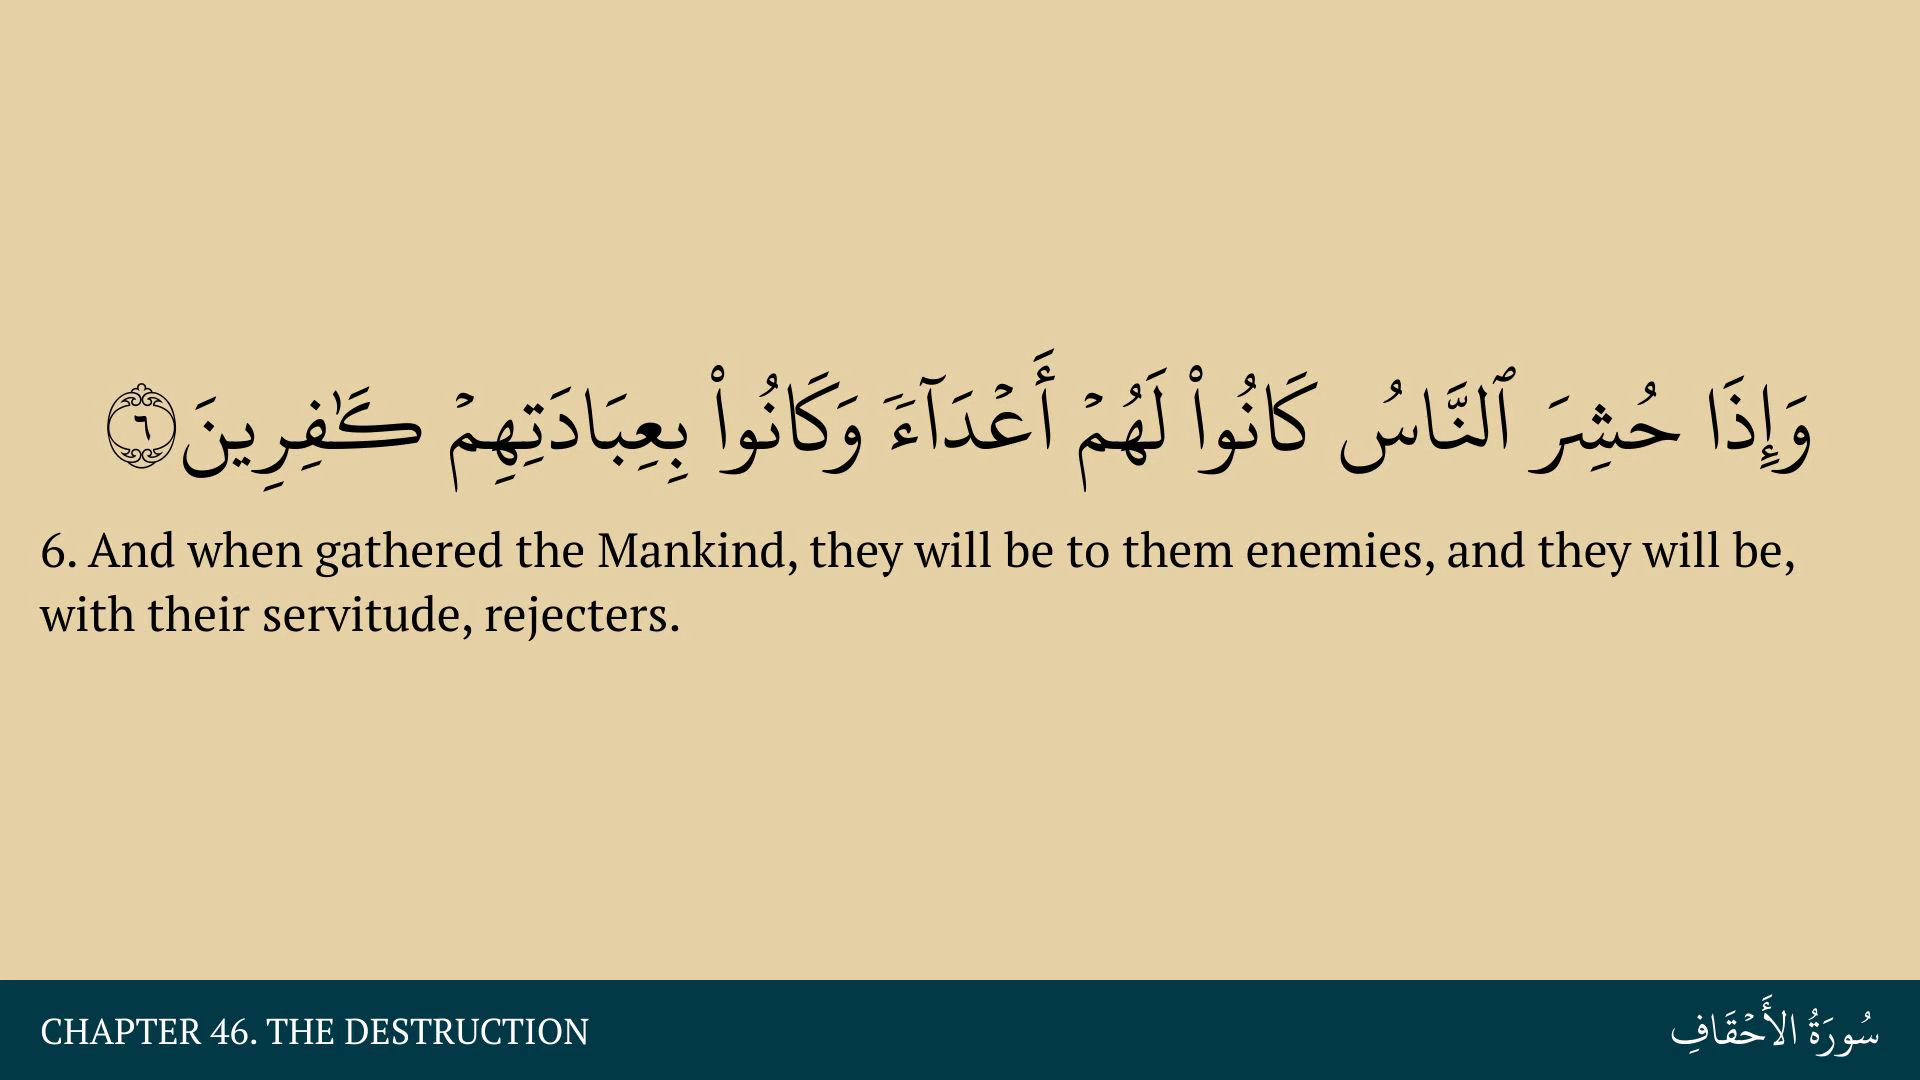 وَإِذَا حُشِرَ ٱلنَّاسُ كَانُوا۟ لَهُمْ أَعْدَآءَ وَكَانُوا۟ بِعِبَادَتِهِمْ كَـٰفِرِينَ ٦
6. And when gathered the Mankind, they will be to them enemies, and they will be,
with their servitude, rejecters.
CHAPTER 46. THE DESTRUCTION
سُورَةُ الأَحْقَافِ